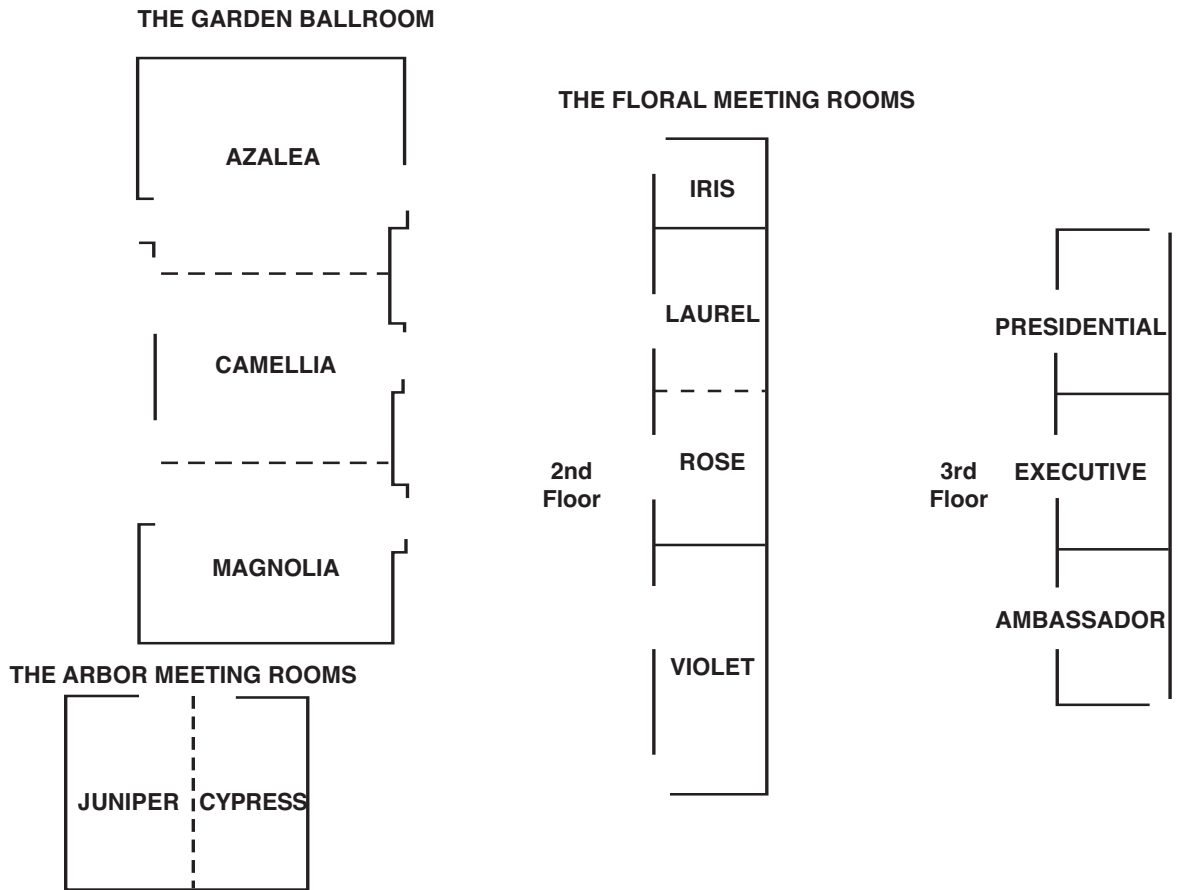 THE GARDEN BALLROOM
AZALEA
CAMELLIA
MAGNOLIA
THE ARBOR MEETING ROOMS
JUNIPER
CYPRESS
THE FLORAL MEETING ROOMS
IRIS
LAUREL
ROSE
VIOLET
2nd
Floor
3rd
Floor
PRESIDENTIAL
EXECUTIVE
AMBASSADOR